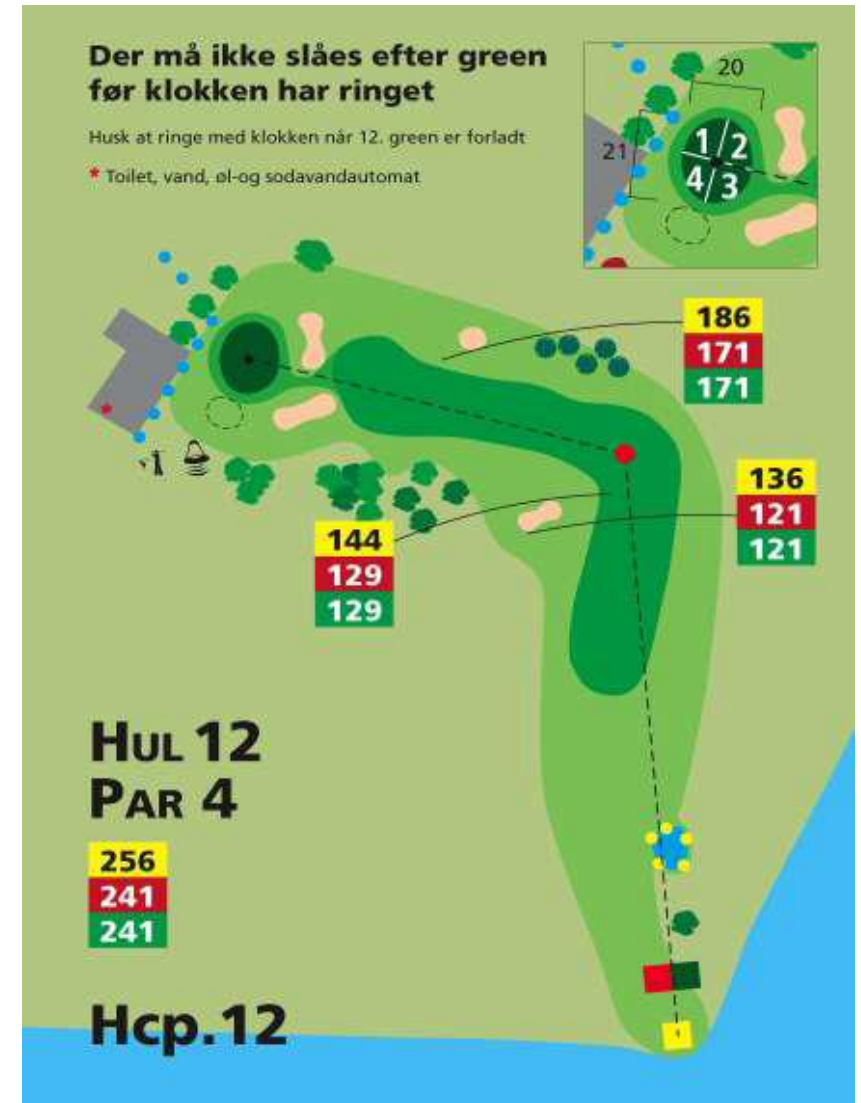 Der må ikke slåes efter green
før klokken har ringet
Husk at ringe med klokken når 12. green er forladt
* Toilet, vand, øl-og sodavandautomat
20
21
1 2
4 3
186
171
171
136
121
121
144
129
129
HUL 12
PAR 4
256
241
241
Hcp.12